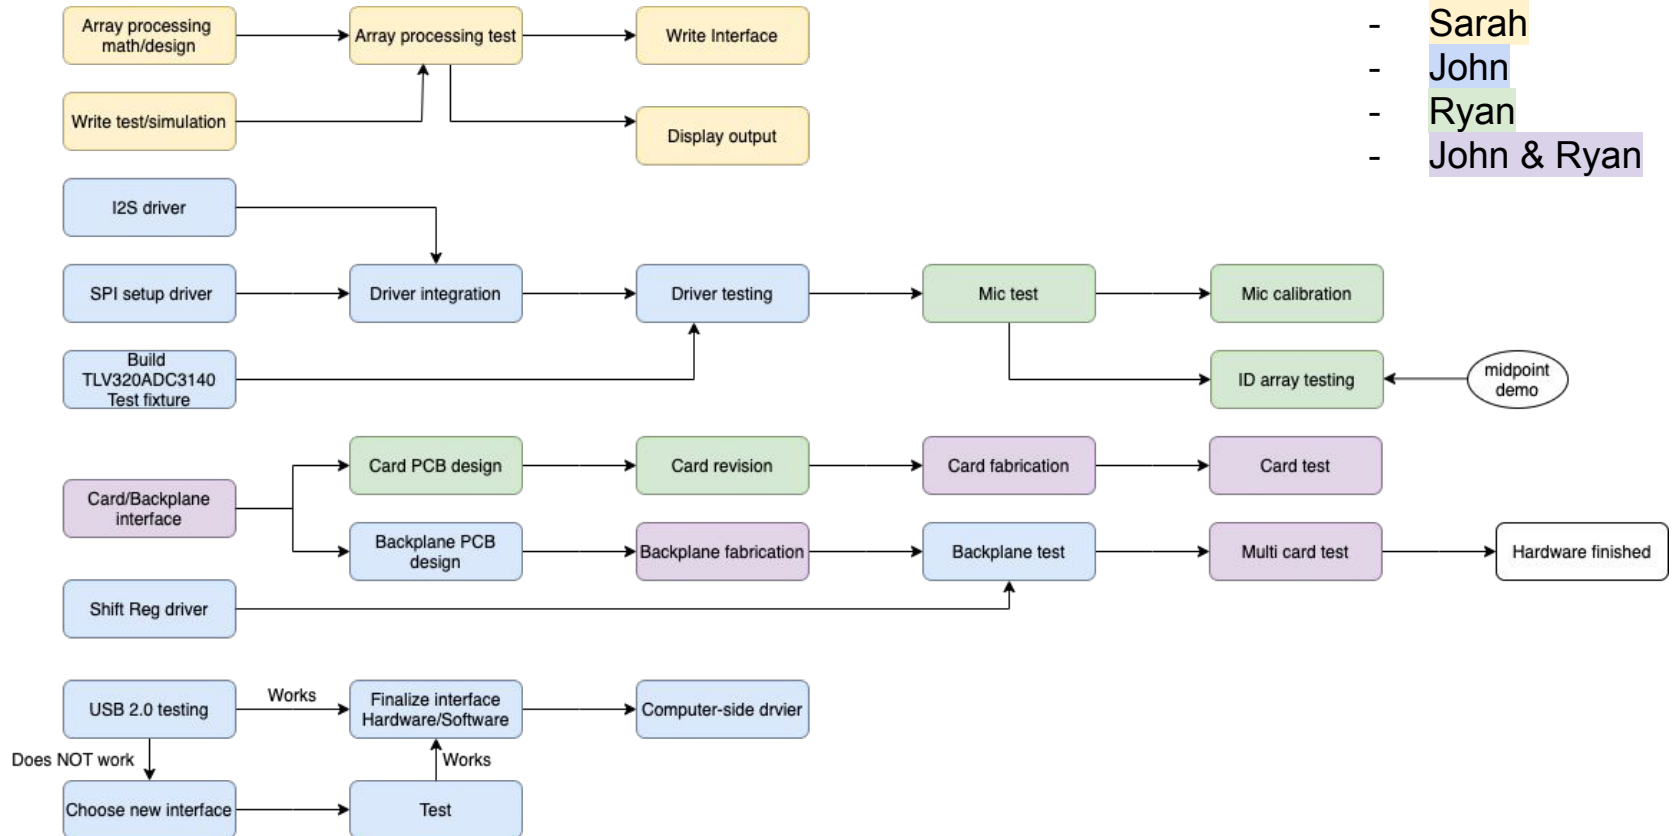 Array processing
math/design
Array processing test
Write Interface
- Sarah
- John
- Ryan
- John & Ryan
Write test/simulation
Display output
I2S driver
SPI setup driver
Driver integration
Driver testing
Mic test
Mic calibration
Build
TLV320ADC3140
Test fixture
ID array testing
midpoint
demo
Card/Backplane
interface
Card PCB design
Card revision
Card fabrication
Card test
Backplane PCB
design
Backplane fabrication
Backplane test
Multi card test
Hardware finished
Shift Reg driver
USB 2.0 testing
Works
Finalize interface
Hardware/Software
Computer-side drvier
Does NOT work
Works
Choose new interface
Test